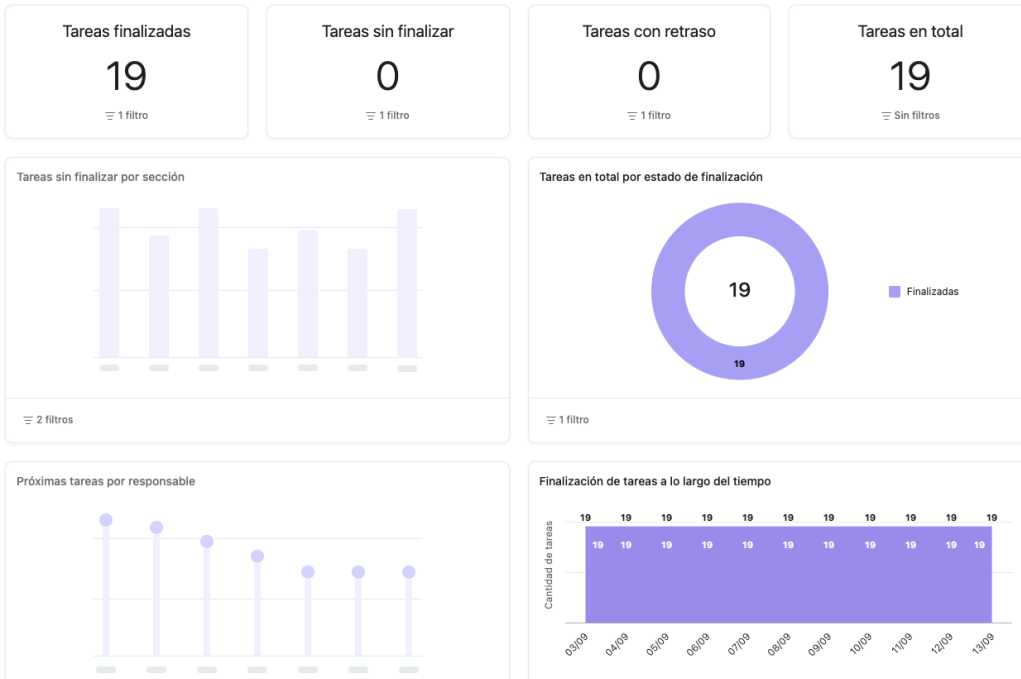 Tareas finalizadas
19
1 filtro
Tareas sin finalizar
0
1 filtro
Tareas con retraso
0
1 filtro
Tareas en total
19
Sin filtros
Tareas sin finalizar por sección
2 filtros
Tareas en total por estado de finalización
19
19
Finalizadas
1 filtro
Próximas tareas por responsable
Finalización de tareas a lo largo del tiempo
Cantidad de tareas
19 19 19 19 19 19 19 19 19 19 19
19 19 19 19 19 19 19 19 19 19 19
03/09 04/09 05/09 06/09 07/09 08/09 09/09 10/09 11/09 12/09 13/09